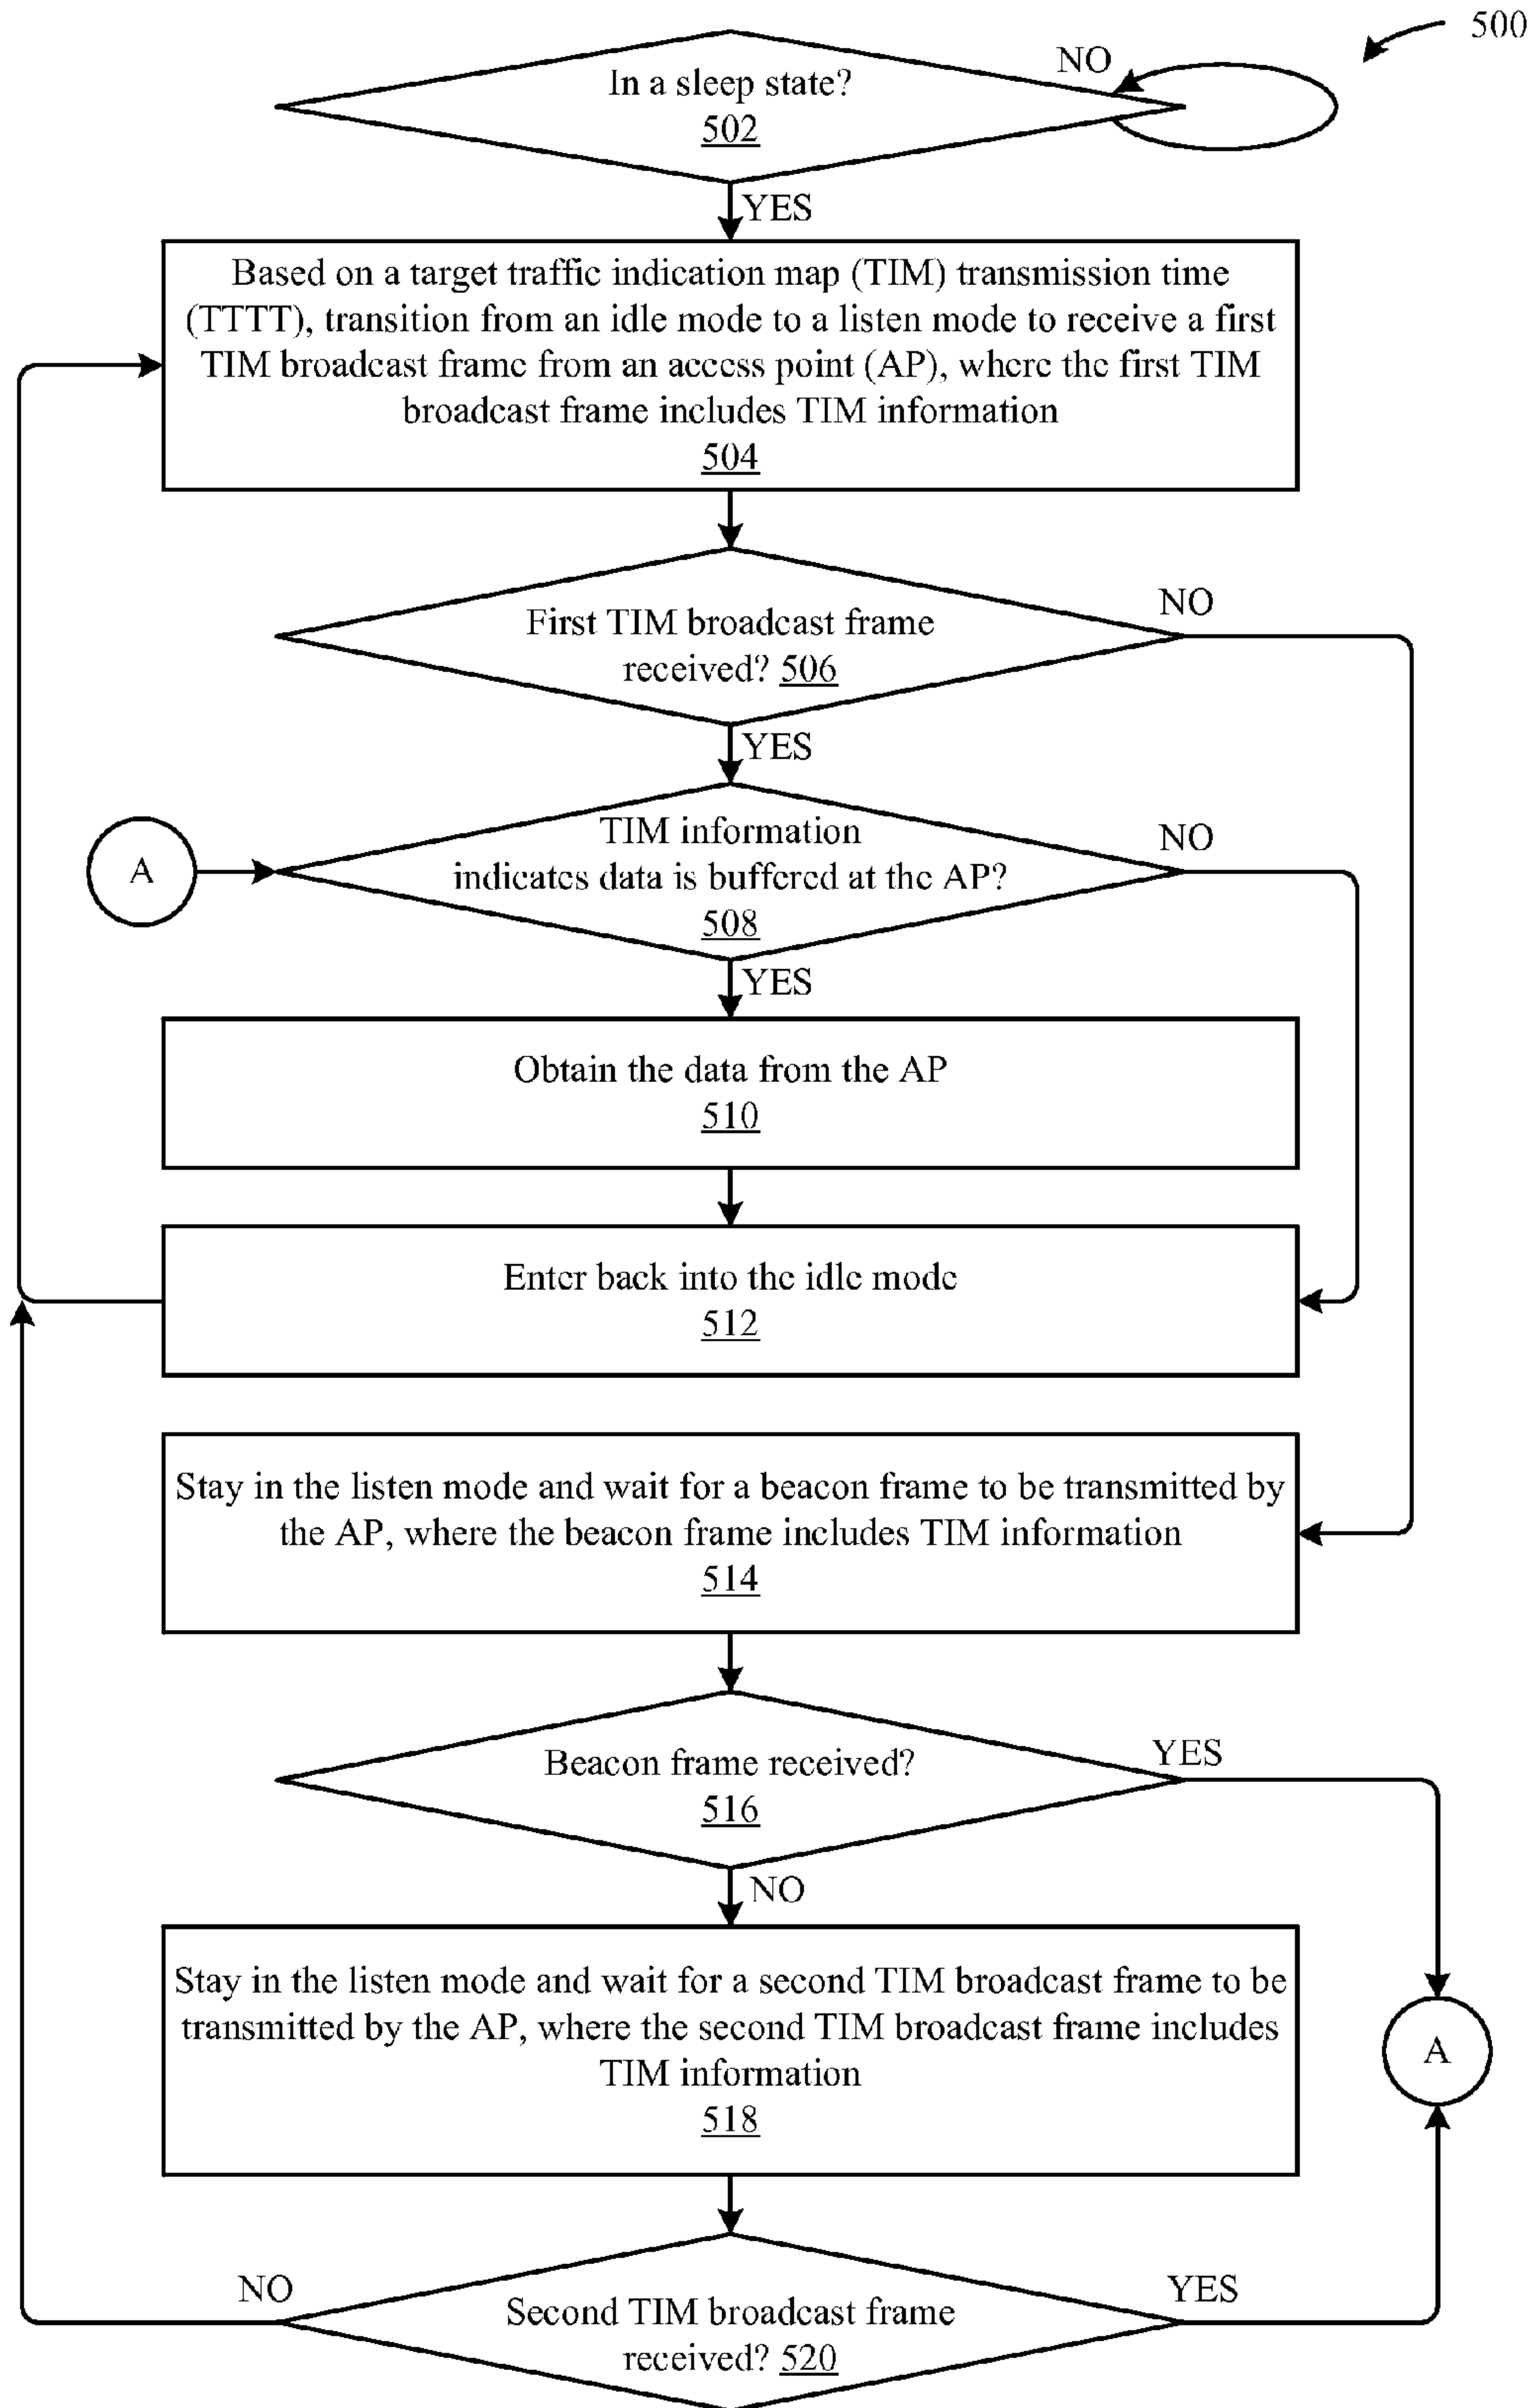 500
In a sleep state?
502
NO
YES
Based on a target traffic indication map (TIM) transmission time
(TTTT), transition from an idle mode to a listen mode to receive a first
TIM broadcast frame from an access point (AP), where the first TIM
broadcast frame includes TIM information
504
First TIM broadcast frame
received? 506
NO
YES
A
TIM information
indicates data is buffered at the AP?
508
NO
YES
Obtain the data from the AP
510
Enter back into the idle mode
512
Stay in the listen mode and wait for a beacon frame to be transmitted by
the AP, where the beacon frame includes TIM information
514
Beacon frame received?
516
YES
NO
Stay in the listen mode and wait for a second TIM broadcast frame to be
transmitted by the AP, where the second TIM broadcast frame includes
TIM information
518
A
NO
Second TIM broadcast frame
received? 520
YES